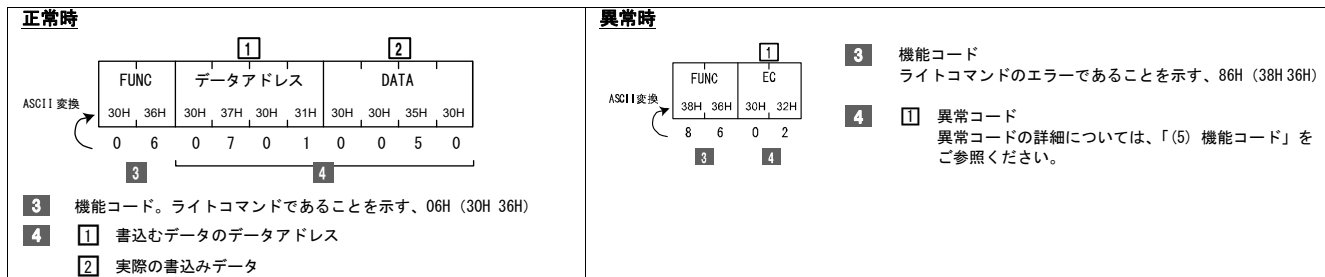 正常時
1 2
FUNC データアドレス DATA
ASCII変換
30H 36H 30H 37H 30H 31H 30H 30H 35H 30H
0 6 0 7 0 1 0 0 5 0
3 4
3 機能コード。ライトコマンドであることを示す、06H (30H 36H)
4 1 書込むデータのデータアドレス
2 実際の書込みデータ
異常時
1
FUNC EC
ASCII変換
38H 36H 30H 32H
8 6 0 2
3 4
3 機能コード
ライトコマンドのエラーであることを示す、86H (38H 36H)
4 1 異常コード
異常コードの詳細については、「(5) 機能コード」を
ご参照ください。